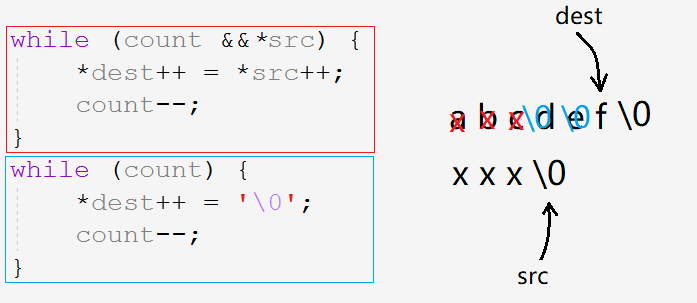 while (count &&*src) {
*dest++ = *src++;
count--;
}
while (count) {
*dest++ = '\0';
count--;
}
dest
a b c d e f \0
x x x \0 \0
x x x \0
src